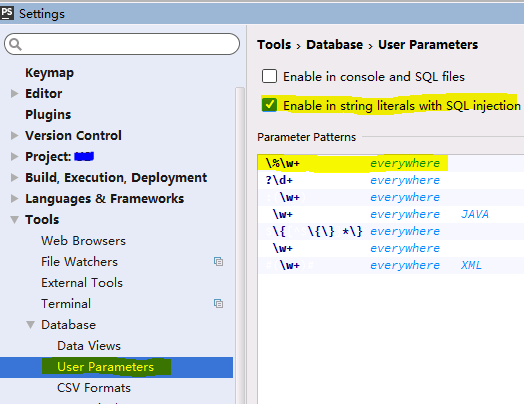 PS Settings
Keymap
Editor
Plugins
Version Control
Project:
Build, Execution, Deployment
Languages & Frameworks
Tools
Web Browsers
File Watchers
External Tools
Terminal
Database
Data Views
User Parameters
CSV Formats
Tools › Database › User Parameters
Enable in console and SQL files
Enable in string literals with SQL injection
Parameter Patterns
\%\w+ everywhere
?\d+ everywhere
\w+ everywhere
\w+ everywhere JAVA
\{ \{\} *\} everywhere
\w+ everywhere
\w+ everywhere XML